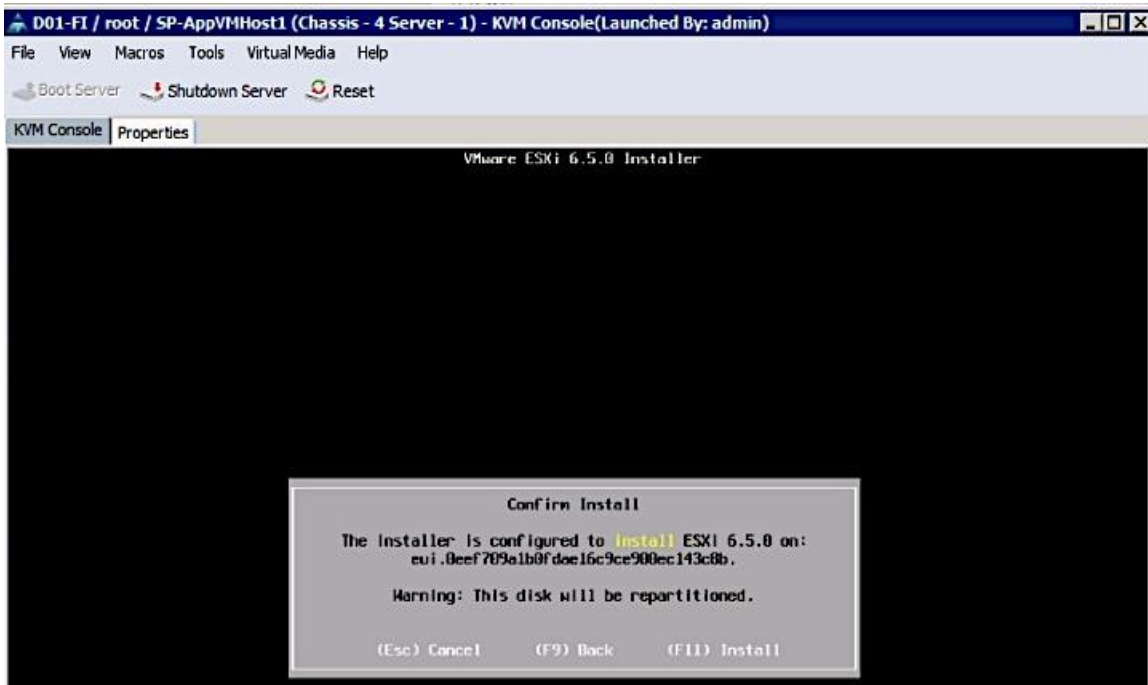 D01-FI / root / SP-AppVMHost1 (Chassis - 4 Server - 1) - KVM Console(Launched By: admin)
File View Macros Tools Virtual Media Help
Boot Server Shutdown Server Reset
KVM Console Properties
VMware ESXi 6.5.0 Installer
Confirm Install
The installer is configured to install ESXi 6.5.0 on:
Warning: This disk will be repartitioned.
(Esc) Cancel (F9) Back (F11) Install